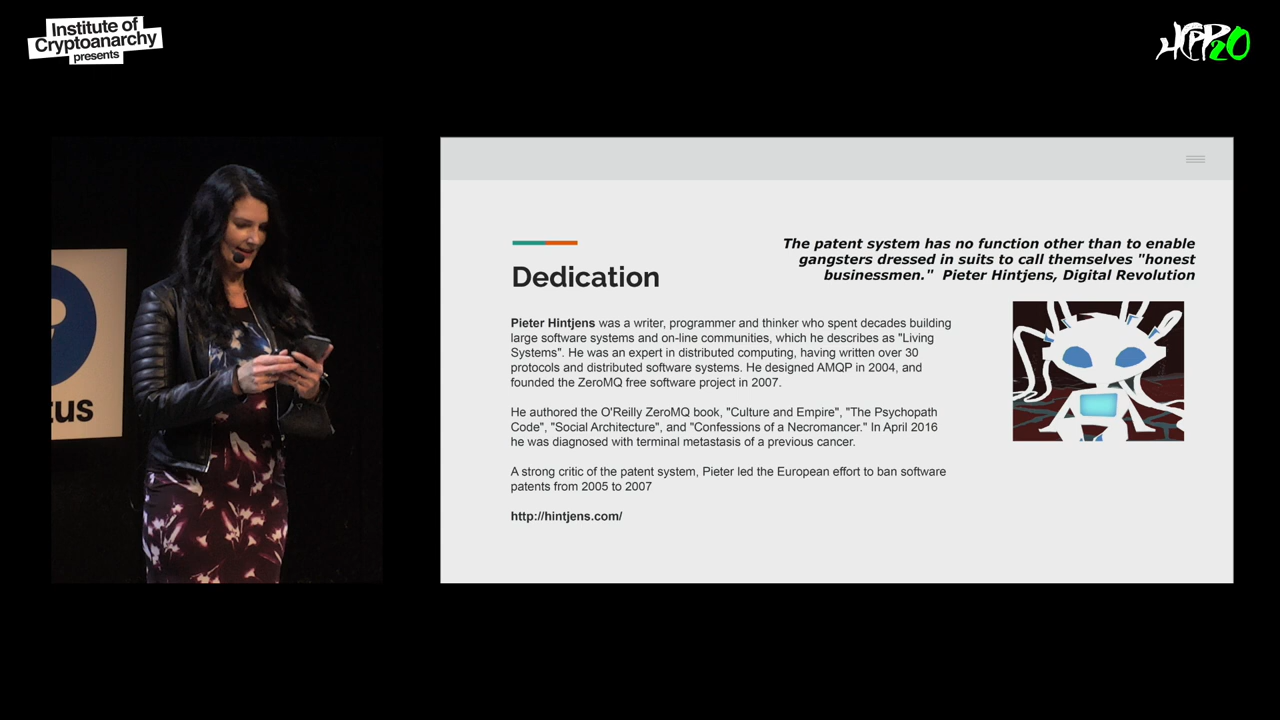 Institute of
Cryptoanarchy
presents
HCPP20
tus
Dedication
The patent system has no function other than to enable
gangsters dressed in suits to call themselves "honest
businessmen." Pieter Hintjens, Digital Revolution
Pieter Hintjens was a writer, programmer and thinker who spent decades building
large software systems and on-line communities, which he describes as "Living
Systems". He was an expert in distributed computing, having written over 30
protocols and distributed software systems. He designed AMQP in 2004, and
founded the ZeroMQ free software project in 2007.
He authored the O'Reilly ZeroMQ book, "Culture and Empire", "The Psychopath
Code", "Social Architecture", and "Confessions of a Necromancer." In April 2016
he was diagnosed with terminal metastasis of a previous cancer.
A strong critic of the patent system, Pieter led the European effort to ban software
patents from 2005 to 2007
http://hintjens.com/